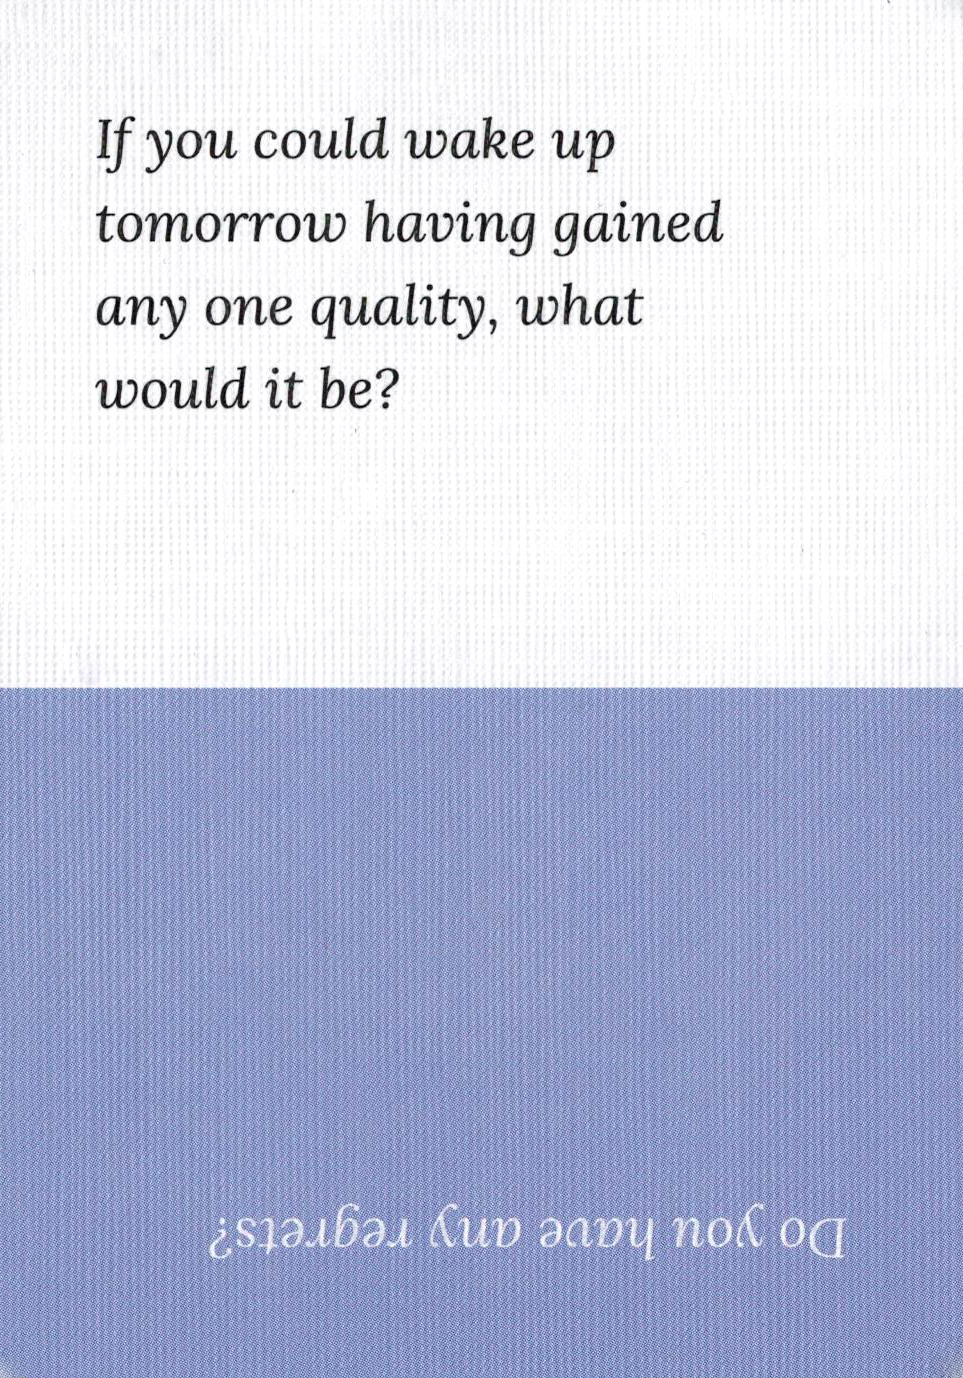 If you could wake up
tomorrow having gained
any one quality, what
would it be?
Do you have any regrets?